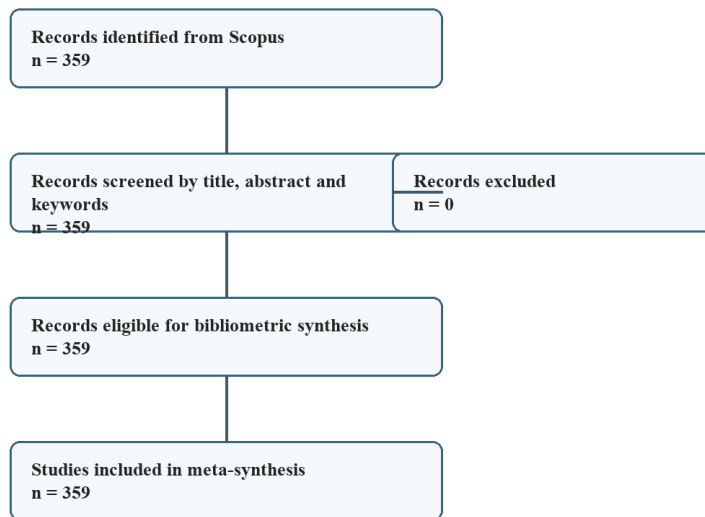 Records identified from Scopus
n = 359
Records screened by title, abstract and
keywords
n = 359
Records excluded
n = 0
Records eligible for bibliometric synthesis
n = 359
Studies included in meta-synthesis
n = 359